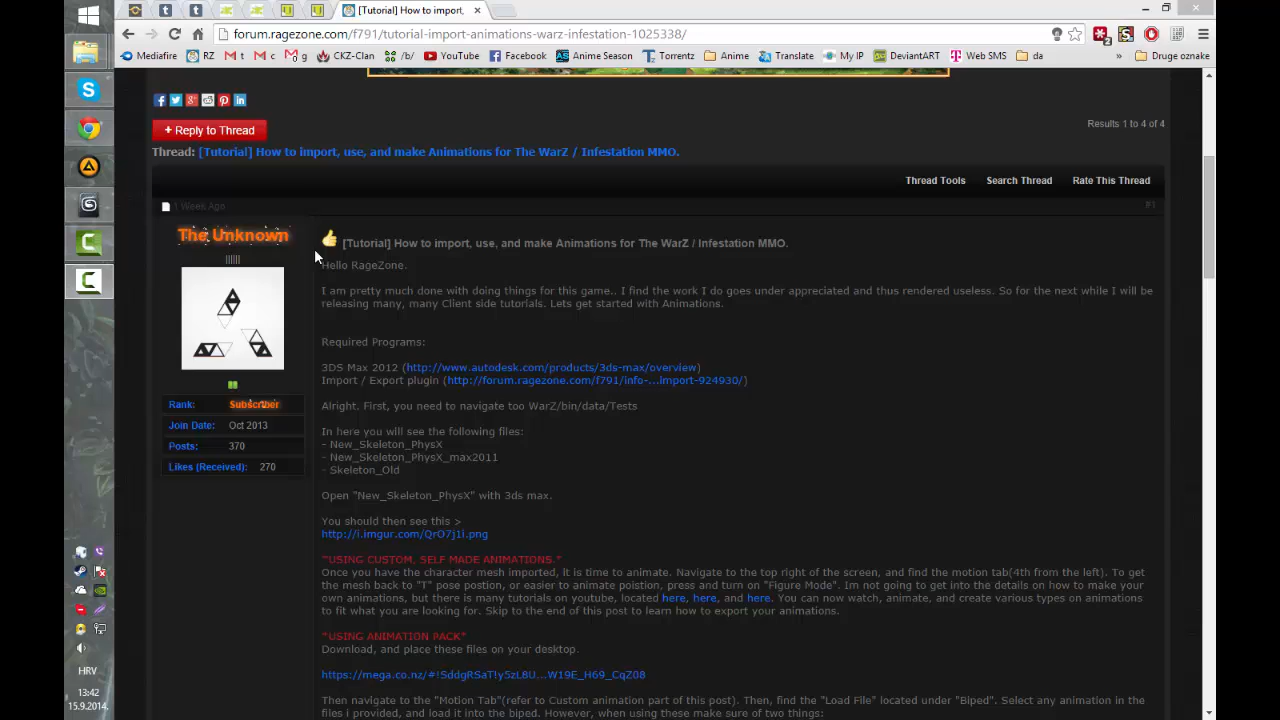 [Tutorial] How to import,
forum.ragezone.com/f791/tutorial-import-animations-warz-infestation-1025338/
Mediafire RZ M t M c M g CKZ-Clan /b/ YouTube Facebook Anime Season Torrentz Anime Translate My IP DeviantART Web SMS da » Druge oznake
+ Reply to Thread
Results 1 to 4 of 4
Thread: [Tutorial] How to import, use, and make Animations for The WarZ / Infestation MMO.
Thread Tools Search Thread Rate This Thread
1 Week Ago
#1
The Unknown
||||||
Rank: Subscriber
Join Date: Oct 2013
Posts: 370
Likes (Received): 270
[Tutorial] How to import, use, and make Animations for The WarZ / Infestation MMO.
Hello RageZone.
I am pretty much done with doing things for this game.. I find the work I do goes under appreciated and thus rendered useless. So for the next while I will be
releasing many, many Client side tutorials. Lets get started with Animations.
Required Programs:
3DS Max 2012 (http://www.autodesk.com/products/3ds-max/overview)
Import / Export plugin (http://forum.ragezone.com/f791/info-...import-924930/)
Alright. First, you need to navigate too WarZ/bin/data/Tests
In here you will see the following files:
- New_Skeleton_PhysX
- New_Skeleton_PhysX_max2011
- Skeleton_Old
Open "New_Skeleton_PhysX" with 3ds max.
You should then see this >
http://i.imgur.com/QrO7j1i.png
"USING CUSTOM, SELF MADE ANIMATIONS."
Once you have the character mesh imported, it is time to animate. Navigate to the top right of the screen, and find the motion tab(4th from the left). To get
the mesh back to "T" pose postion, or easier to animate poistion, press and turn on "Figure Mode". Im not going to get into the details on how to make your
own animations, but there is many tutorials on youtube, located here, here, and here. You can now watch, animate, and create various types on animations
to fit what you are looking for. Skip to the end of this post to learn how to export your animations.
"USING ANIMATION PACK"
Download, and place these files on your desktop.
https://mega.co.nz/#!SddgRSaT!y5zL8U...W19E_H69_CqZ08
Then navigate to the "Motion Tab"(refer to Custom animation part of this post). Then, find the "Load File" located under "Biped". Select any animation in the
files i provided, and load it into the biped. However, when using these make sure of two things:
HRV
13:42
15.9.2014.